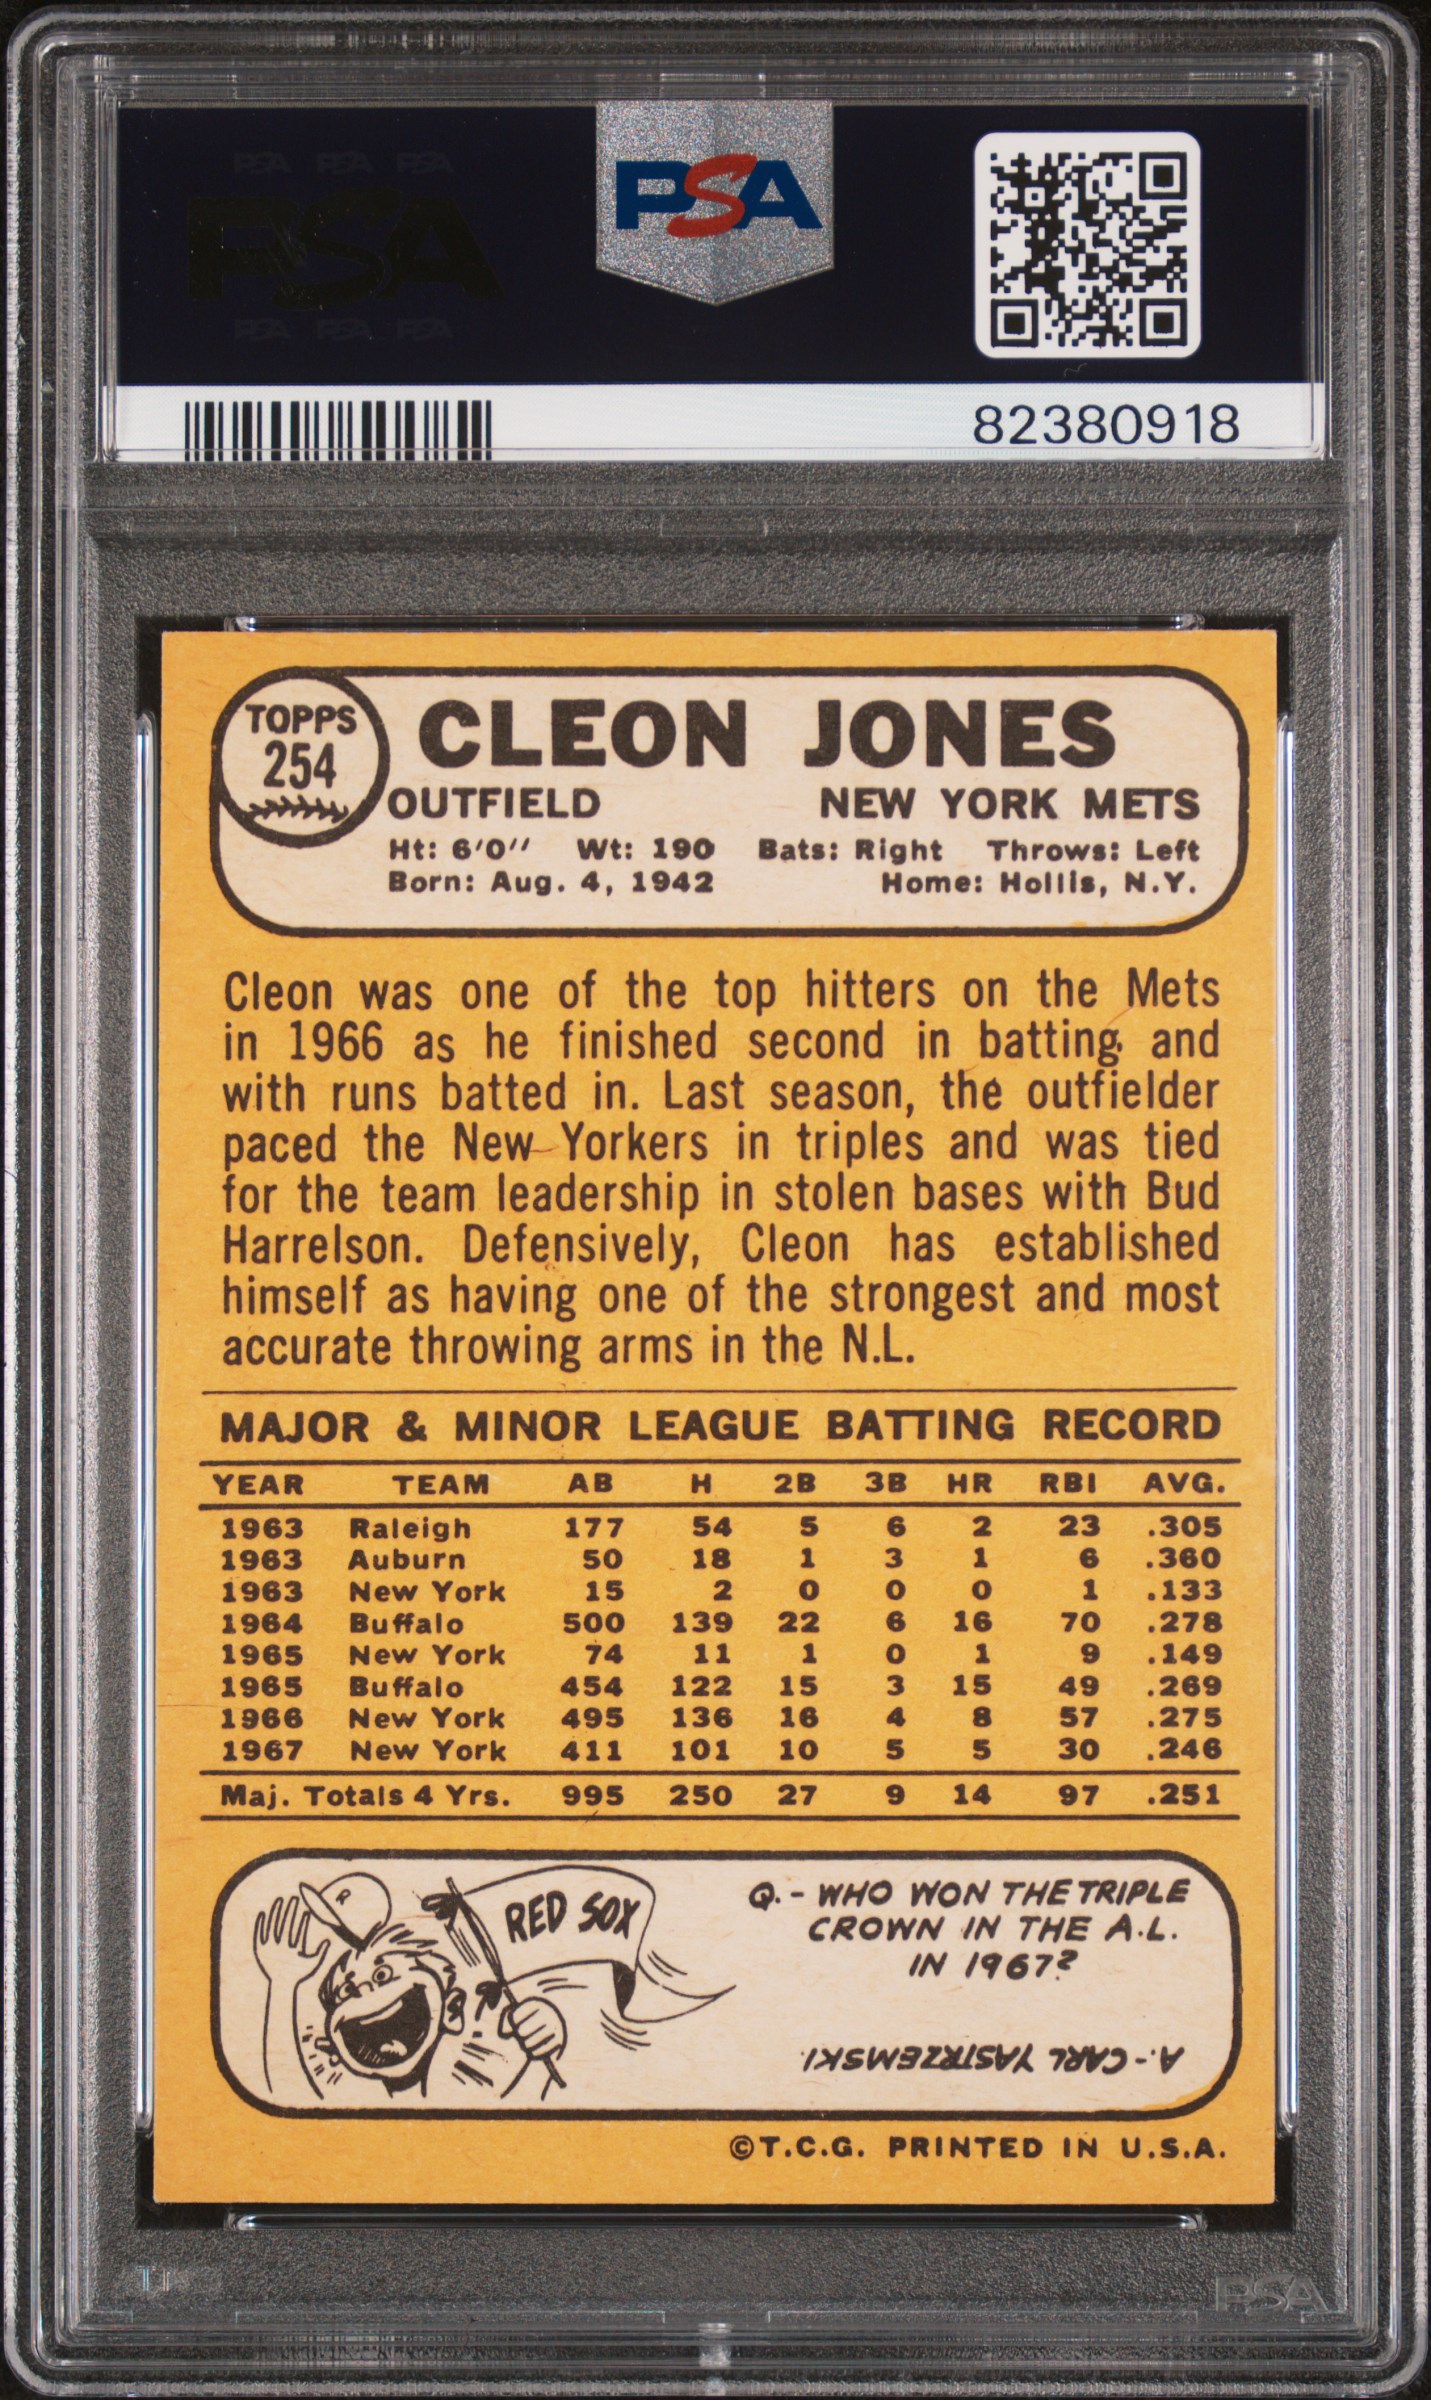 PSA PSA PSA
PSA
PSA PSA PSA
PSA
82380918
TOPPS
254
CLEON JONES
OUTFIELD NEW YORK METS
Ht: 6'0" Wt: 190 Bats: Right Throws: Left
Born: Aug. 4, 1942 Home: Hollis, N.Y.
Cleon was one of the top hitters on the Mets
in 1966 as he finished second in batting and
with runs batted in. Last season, the outfielder
paced the New Yorkers in triples and was tied
for the team leadership in stolen bases with Bud
Harrelson. Defensively, Cleon has established
himself as having one of the strongest and most
accurate throwing arms in the N.L.
MAJOR & MINOR LEAGUE BATTING RECORD
YEAR TEAM AB H 2B 3B HR RBI AVG.
1963 Raleigh 177 54 5 6 2 23 .305
1963 Auburn 50 18 1 3 1 6 .360
1963 New York 15 2 0 0 0 1 .133
1964 Buffalo 500 139 22 6 16 70 .278
1965 New York 74 11 1 0 1 9 .149
1965 Buffalo 454 122 15 3 15 49 .269
1966 New York 495 136 16 4 8 57 .275
1967 New York 411 101 10 5 5 30 .246
Maj. Totals 4 Yrs. 995 250 27 9 14 97 .251
R
RED SOX
Q.- WHO WON THE TRIPLE
CROWN IN THE A.L.
IN 1967?
A.- CARL YASTRZEMSKI.
©T.C.G. PRINTED IN U.S.A.
PSA